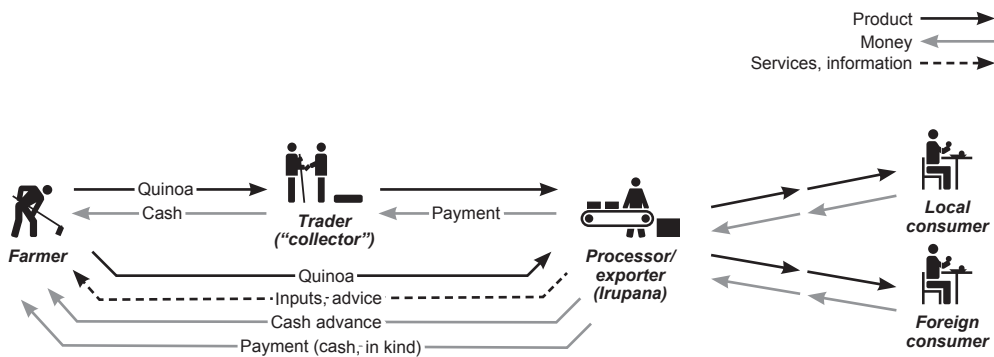 Product
Money
Services, information
Quinoa
Cash
Payment
Trader
(“collector”)
Farmer
Processor/
exporter
(Irupana)
Local
consumer
Quinoa
Inputs, advice
Cash advance
Payment (cash, in kind)
Foreign
consumer